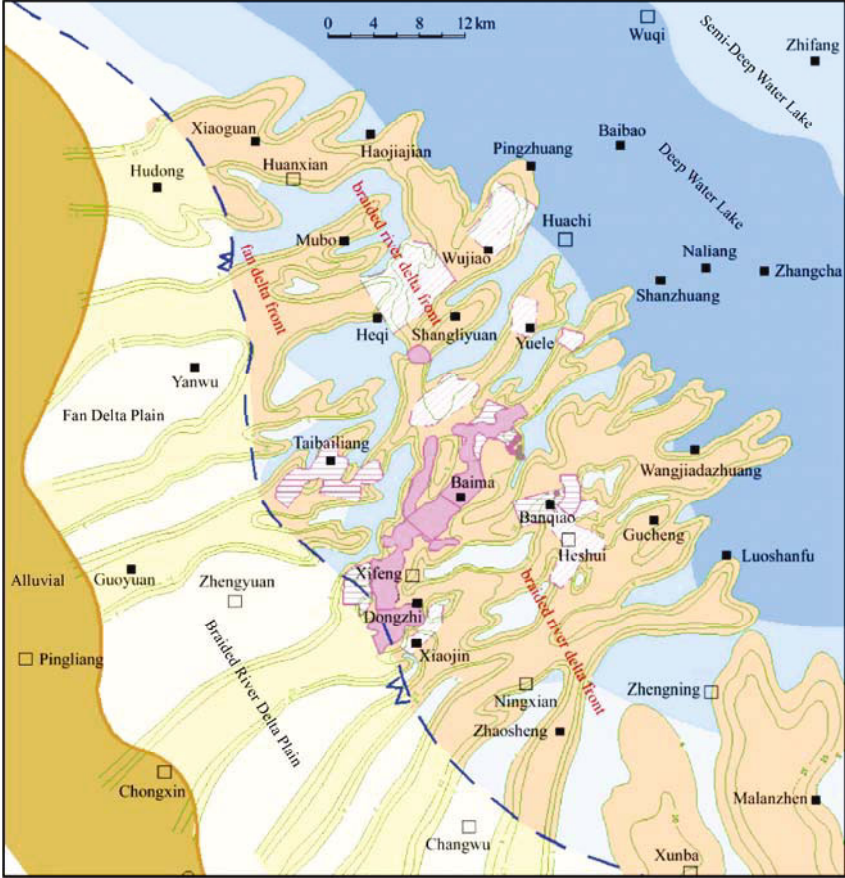 0 4 8 12 km
Wuqi
Semi-Deep Water Lake
Zhifang
Xiaoguan
Haojiajian
Baibao
Pingzhuang
Deep Water Lake
Huanxian
Hudong
braided river delta front
Huachi
Mubo
Wujiao
Naliang
Zhangcha
Shanzhuang
fan delta front
Heqi
Shangliyuan
Yuele
Yanwu
Fan Delta Plain
Taibailiang
Wangjiadazhuang
Baima
Banqiao
Gucheng
Heshui
Luoshanfu
Alluvial
Guoyuan
Xifeng
Zhengyuan
Dongzhi
braided river delta front
Braided River Delta Plain
Xiaojin
Pingliang
Ningxian
Zhengning
Zhaosheng
Chongxin
Malanzhen
Changwu
Xunba